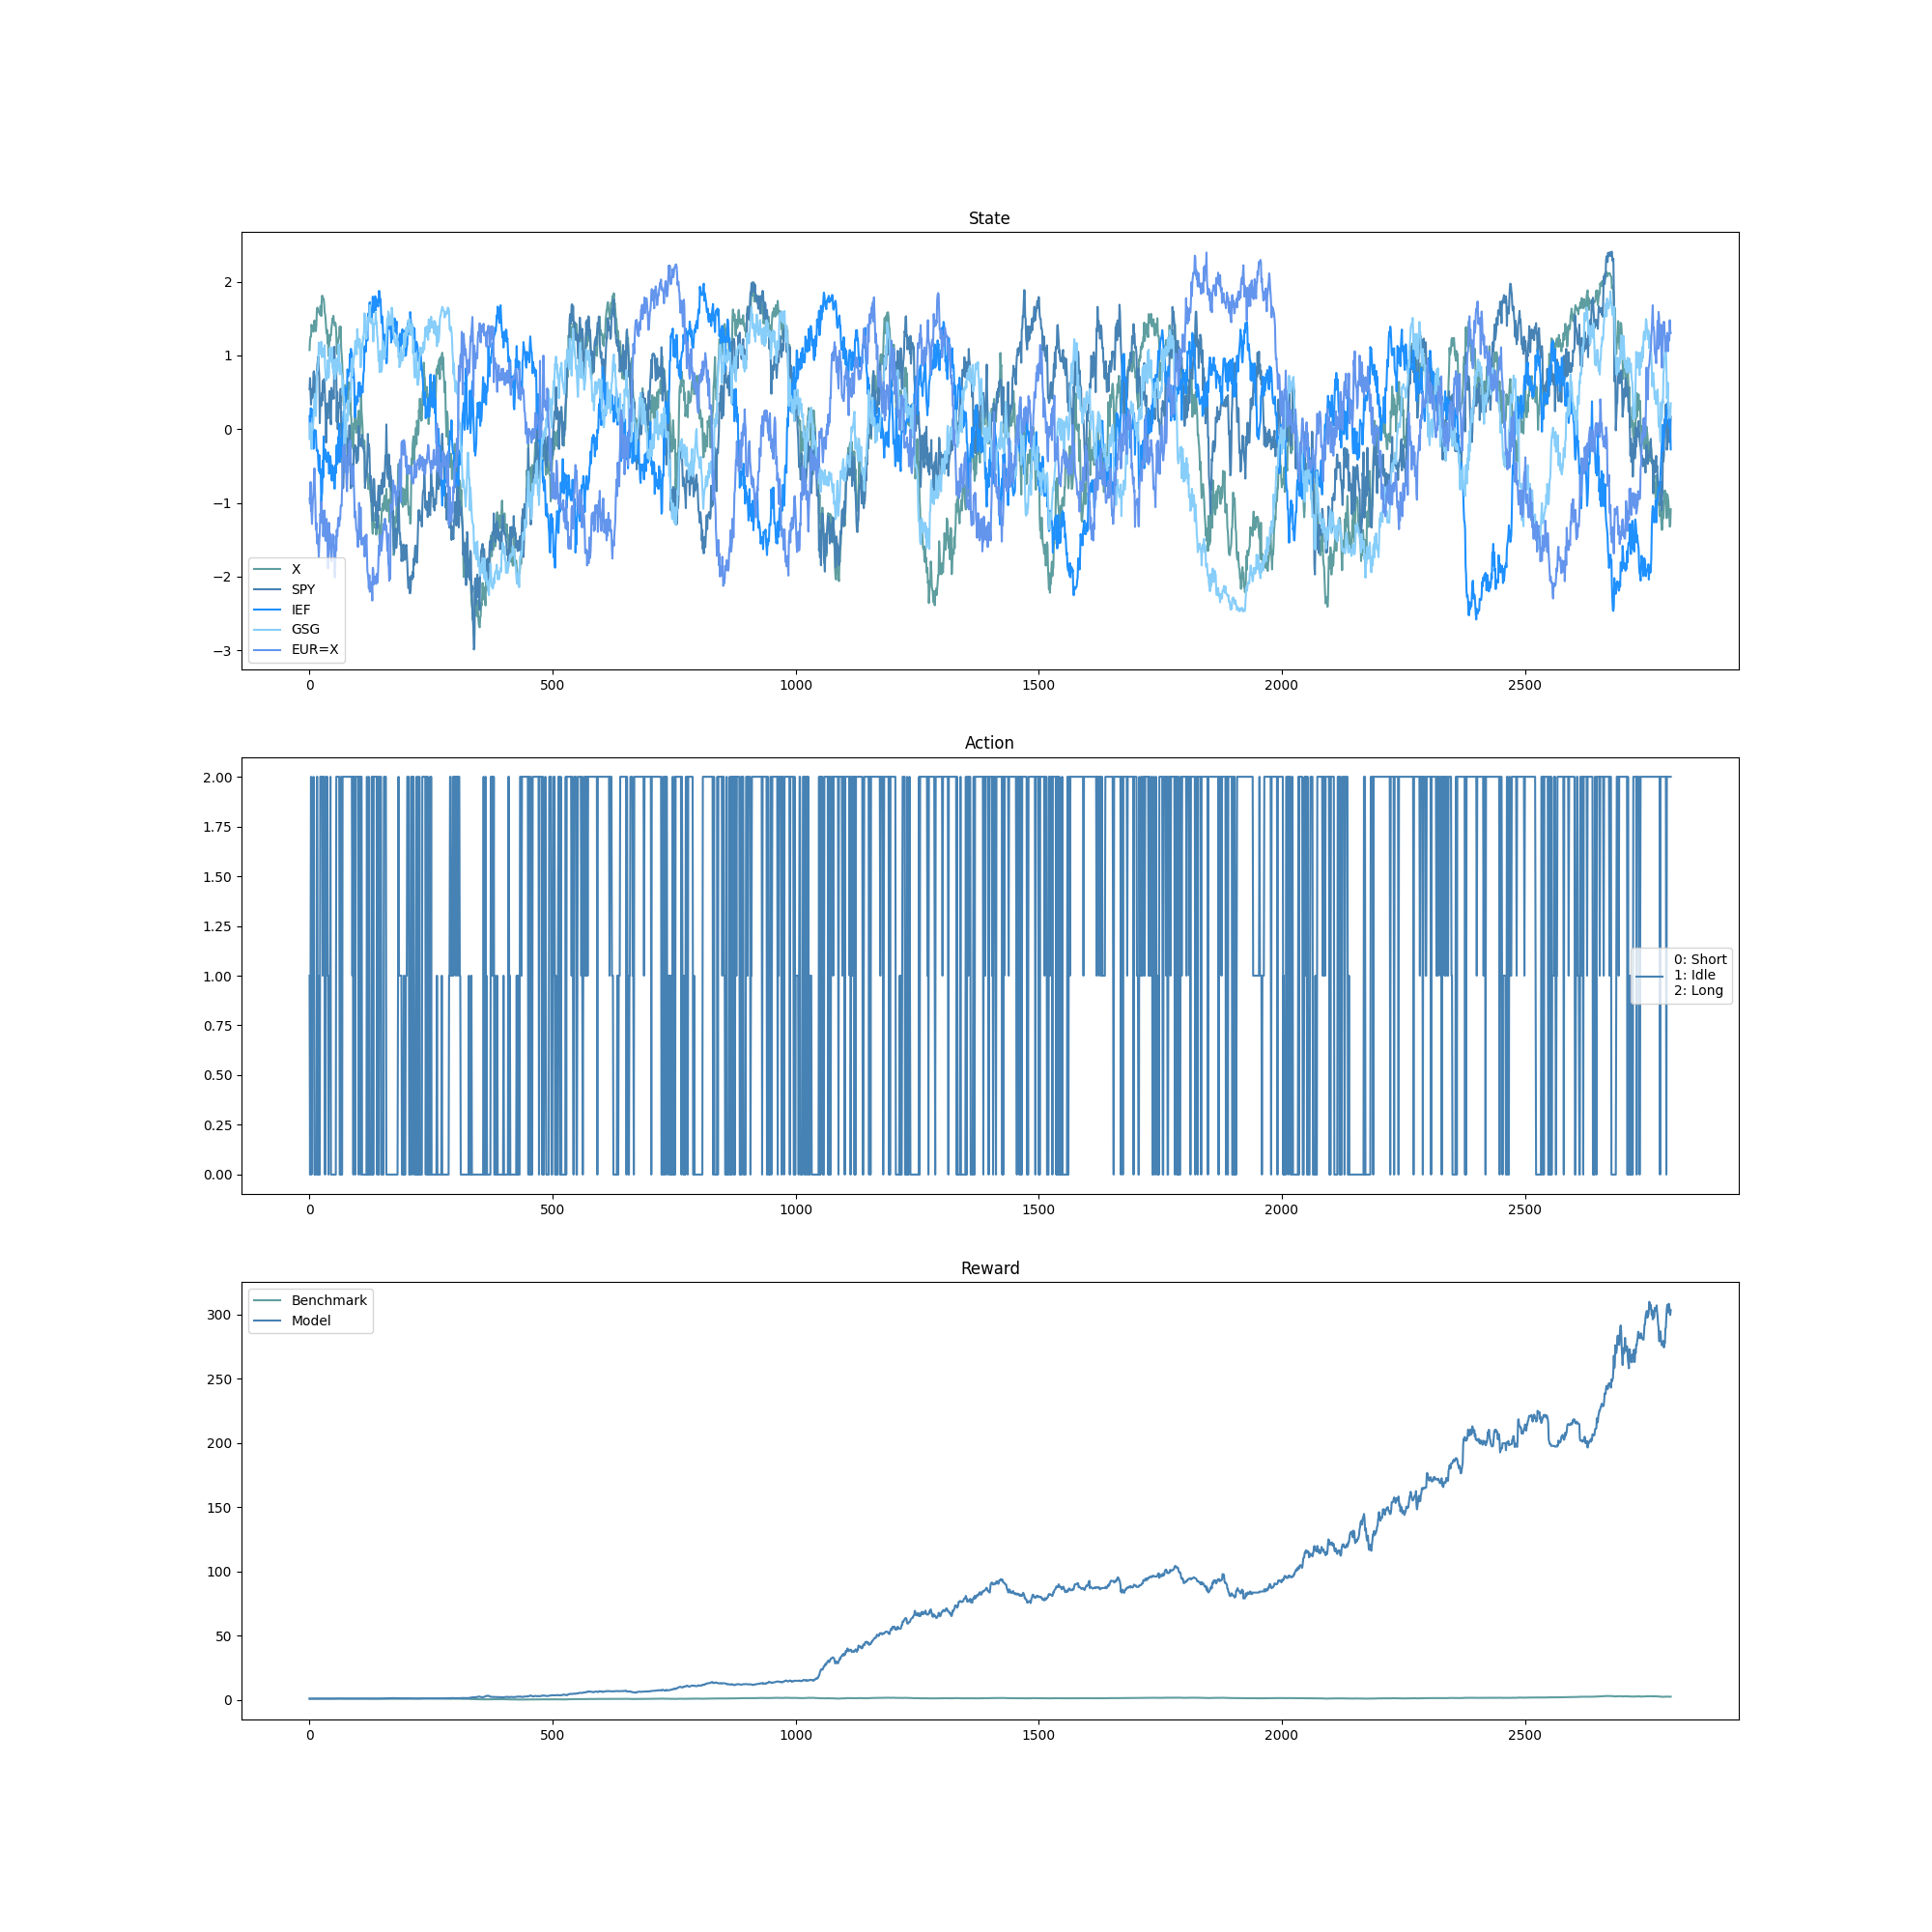 State
2
1
0
−1
−2
−3
X
SPY
IEF
GSG
EUR=X
0 500 1000 1500 2000 2500
Action
2.00
1.75
1.50
1.25
1.00
0.75
0.50
0.25
0.00
0: Short
1: Idle
2: Long
0 500 1000 1500 2000 2500
Reward
Benchmark
Model
300
250
200
150
100
50
0
0 500 1000 1500 2000 2500